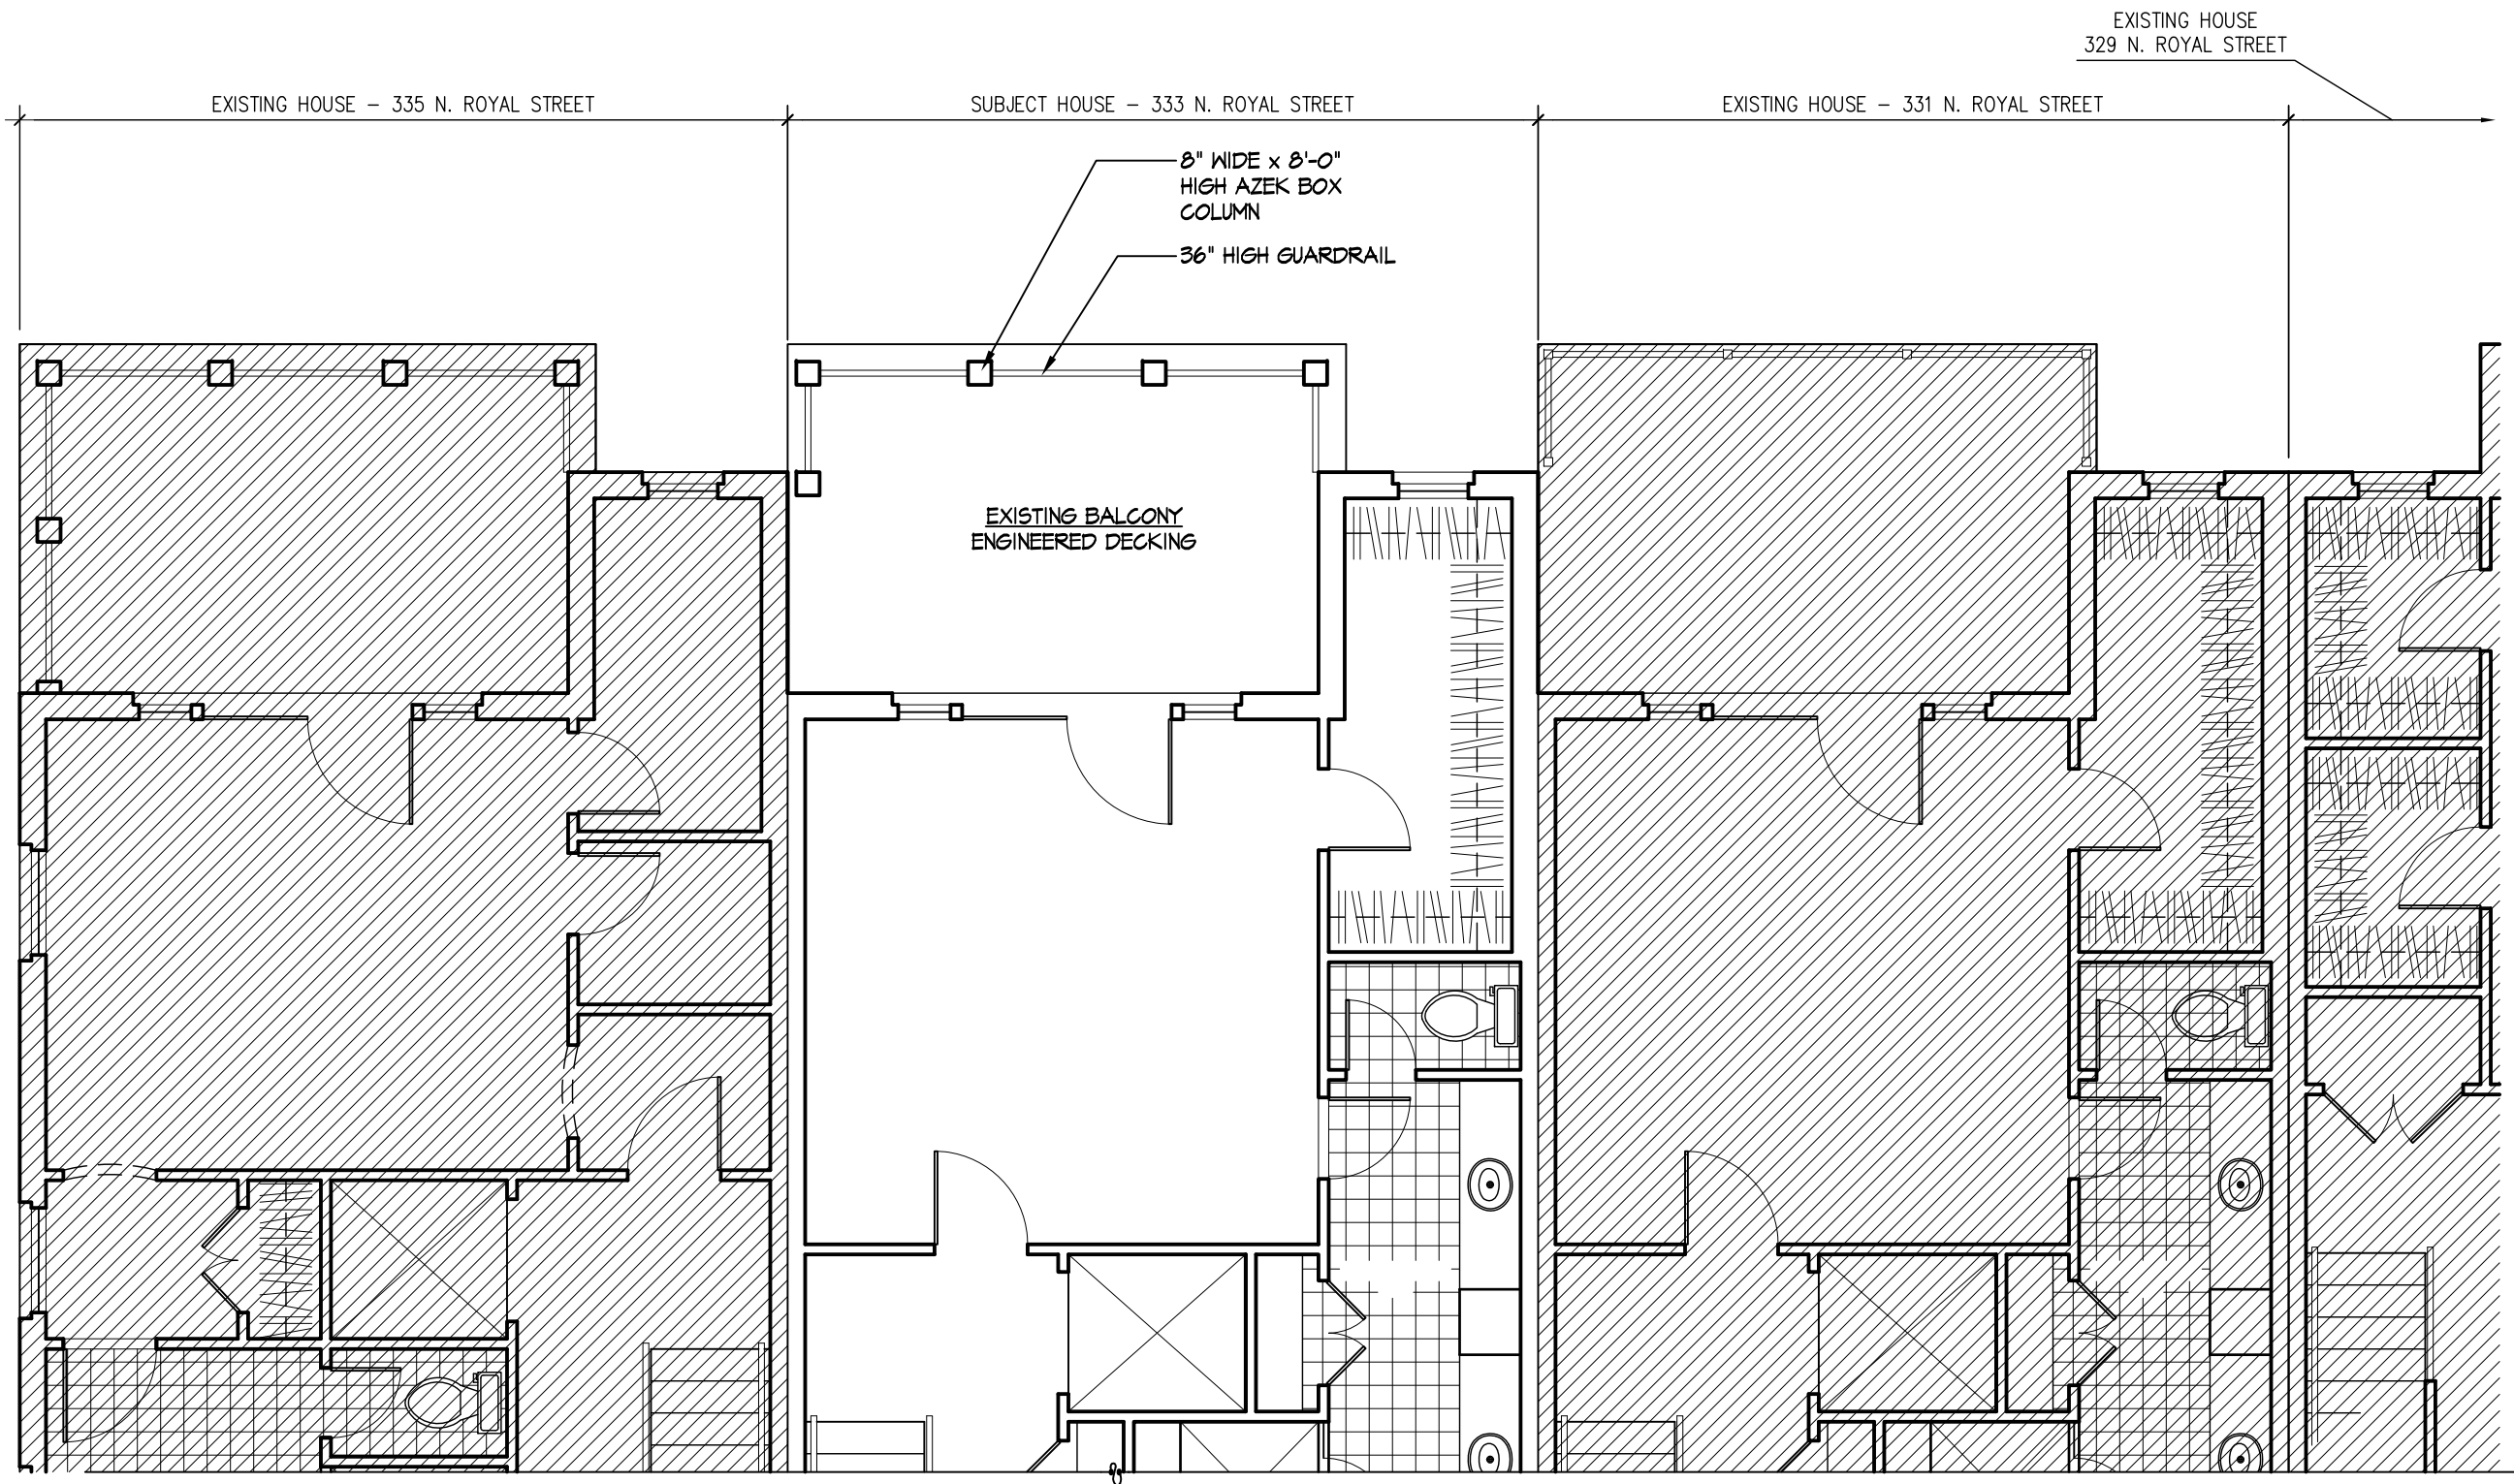 EXISTING HOUSE
329 N. ROYAL STREET
EXISTING HOUSE – 335 N. ROYAL STREET
SUBJECT HOUSE – 333 N. ROYAL STREET
EXISTING HOUSE – 331 N. ROYAL STREET
8" WIDE x 8'-0"
HIGH AZEK BOX
COLUMN
36" HIGH GUARDRAIL
EXISTING BALCONY
ENGINEERED DECKING